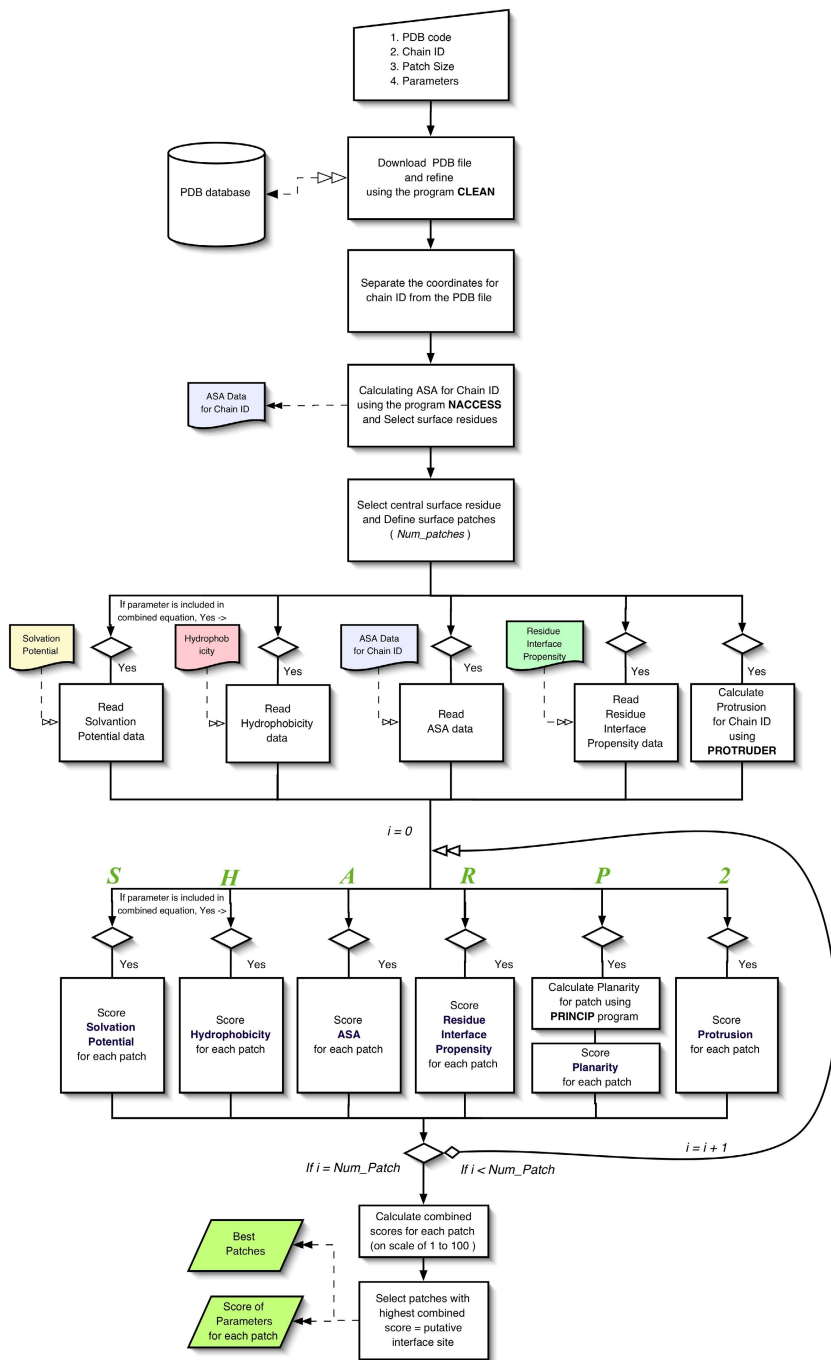 1. PDB code
2. Chain ID
3. Patch Size
4. Parameters
PDB database
Download PDB file
and refine
using the program CLEAN
Separate the coordinates for
chain ID from the PDB file
ASA Data
for Chain ID
Calculating ASA for Chain ID
using the program NACCESS
and Select surface residues
Select central surface residue
and Define surface patches
( Num_patches )
If parameter is included in
combined equation, Yes ->
Solvation
Potential
Yes
Read
Solvantion
Potential data
Hydrophob
icity
Yes
Read
Hydrophobicity
data
ASA Data
for Chain ID
Yes
Read
ASA data
Residue
Interface
Propensity
Yes
Read
Residue
Interface
Propensity data
Yes
Calculate
Protrusion
for Chain ID
using
PROTRUDER
i = 0
S H A R P 2
If parameter is included in
combined equation, Yes ->
Yes
Score
Solvation
Potential
for each patch
Yes
Score
Hydrophobicity
for each patch
Yes
Score
ASA
for each patch
Yes
Score
Residue
Interface
Propensity
for each patch
Yes
Calculate Planarity
for patch using
PRINCIP program
Score
Planarity
for each patch
Yes
Score
Protrusion
for each patch
i = i + 1
If i = Num_Patch
If i < Num_Patch
Calculate combined
scores for each patch
(on scale of 1 to 100 )
Best
Patches
Score of
Parameters
for each patch
Select patches with
highest combined
score = putative
interface site